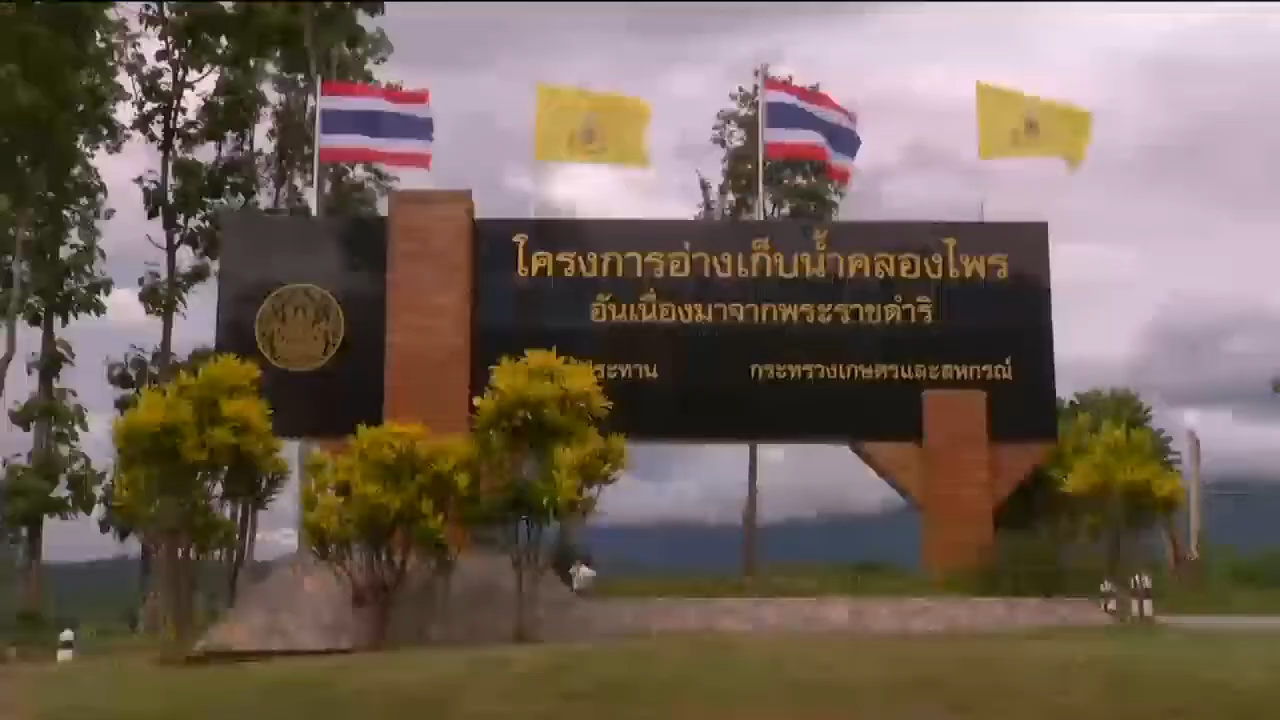 โครงการอ่างเก็บน้ำคลองไพร
อันเนื่องมาจากพระราชดำริ
กระทรวงเกษตรและสหกรณ์